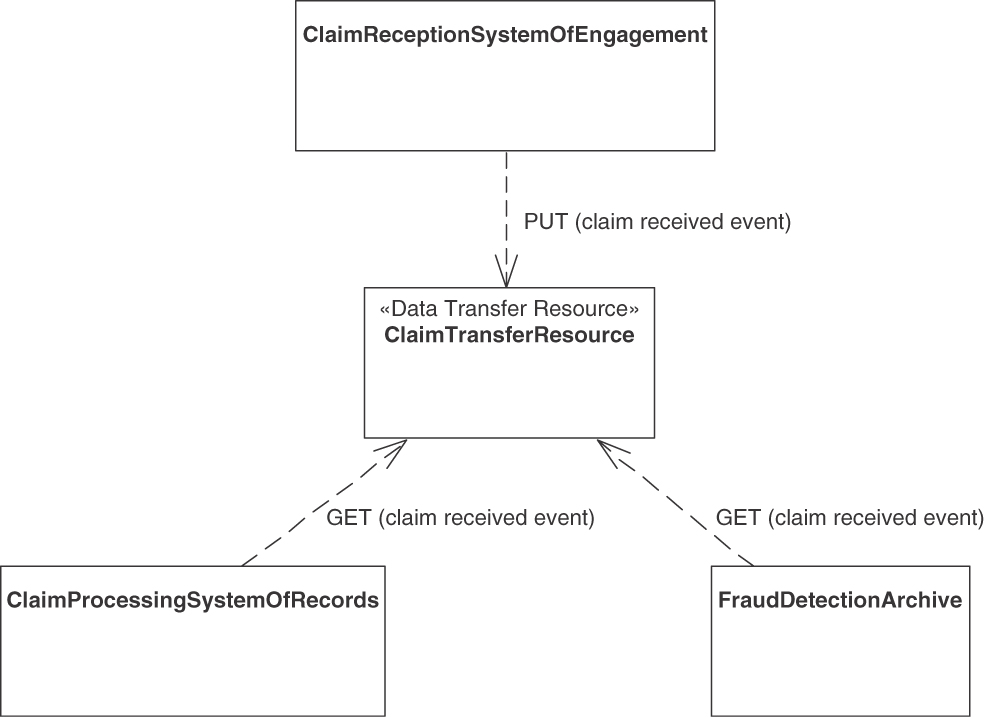 ClaimReceptionSystemOfEngagement
PUT (claim received event)
«Data Transfer Resource»
ClaimTransferResource
GET (claim received event)
GET (claim received event)
ClaimProcessingSystemOfRecords
FraudDetectionArchive